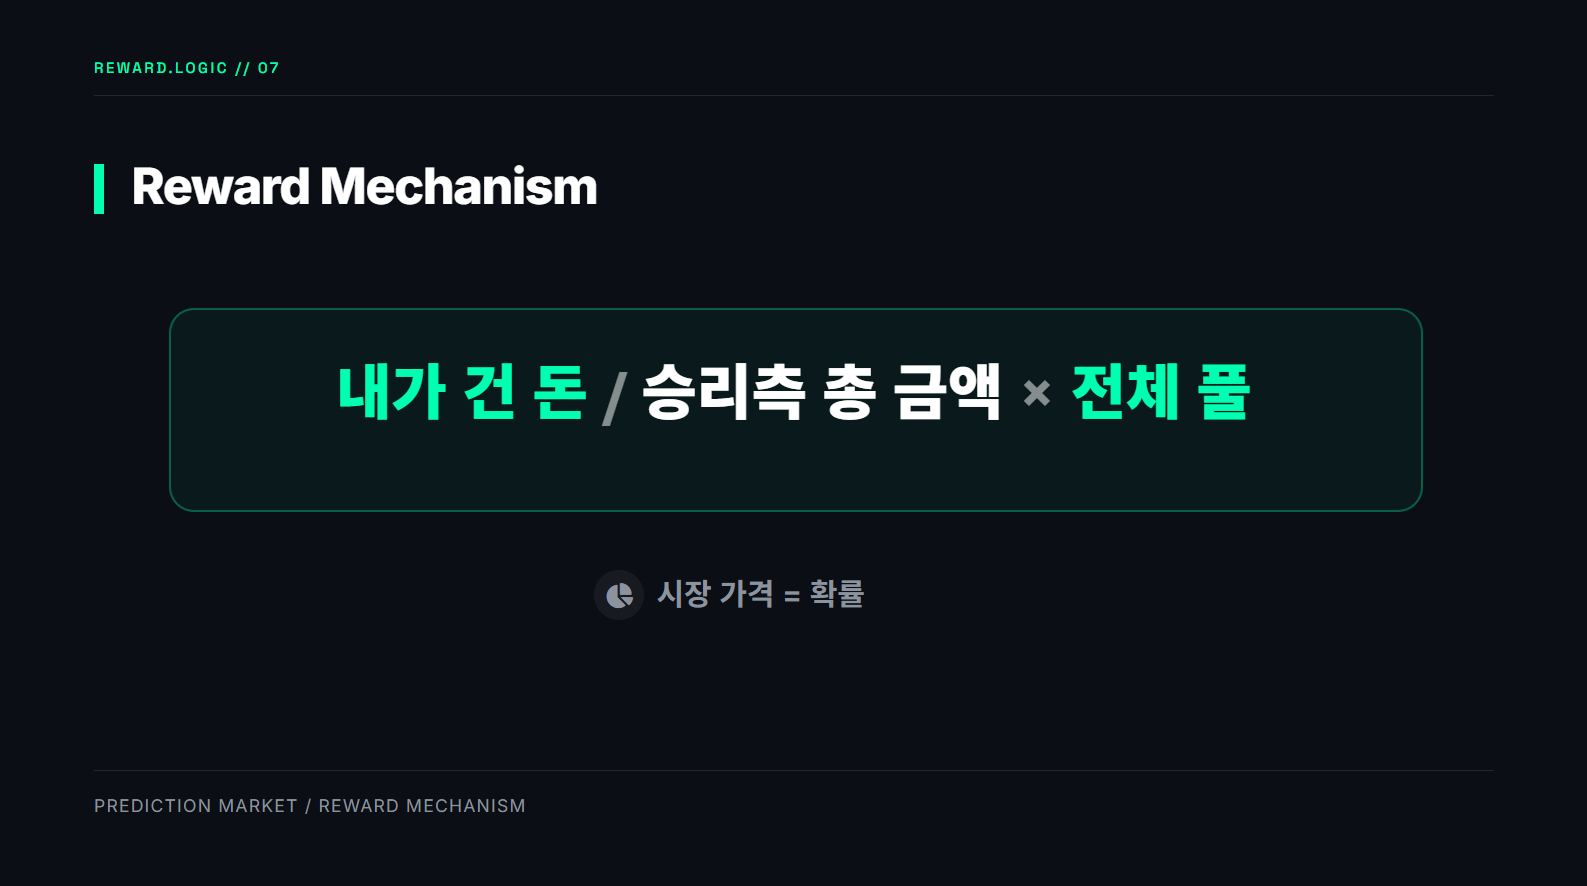 REWARD.LOGIC // 07
Reward Mechanism
내가 건 돈 / 승리측 총 금액 × 전체 풀
시장 가격 = 확률
PREDICTION MARKET / REWARD MECHANISM